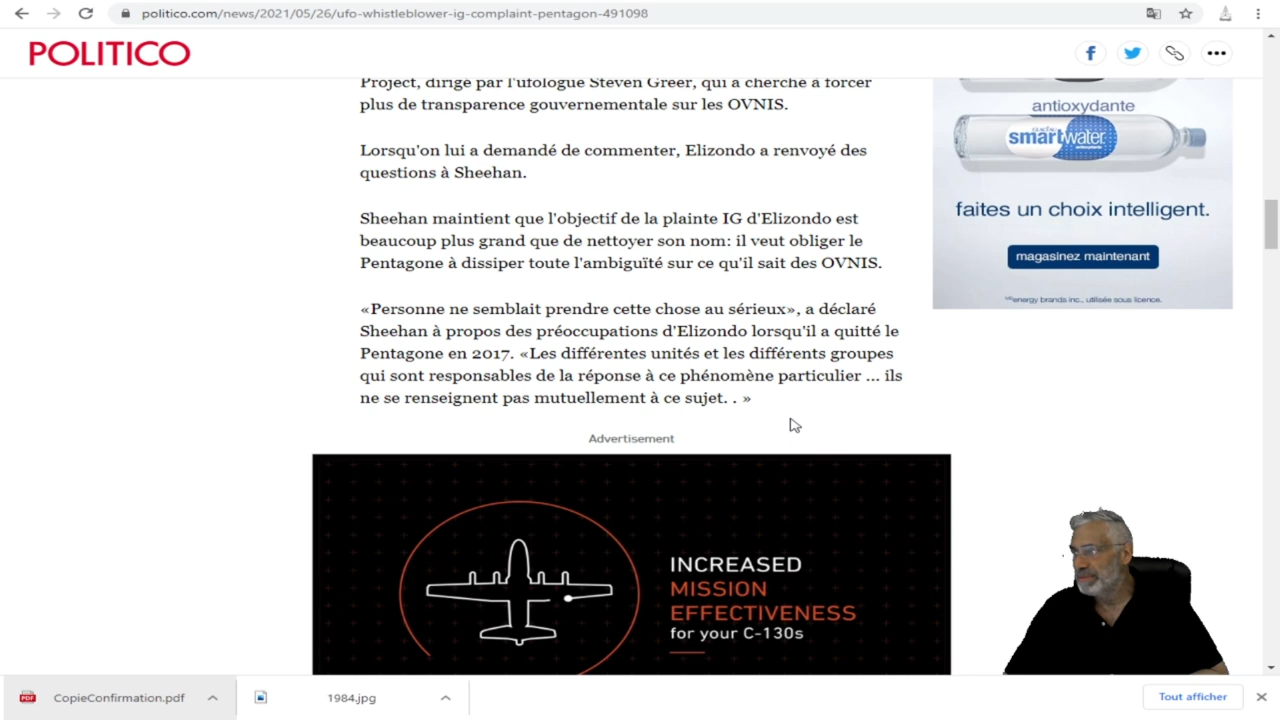 politico.com/news/2021/05/26/ufo-whistleblower-ig-complaint-pentagon-491098
POLITICO
Project, dirigé par l'ufologue Steven Greer, qui a cherché à forcer
plus de transparence gouvernementale sur les OVNIS.
Lorsqu'on lui a demandé de commenter, Elizondo a renvoyé des
questions à Sheehan.
Sheehan maintient que l'objectif de la plainte IG d'Elizondo est
beaucoup plus grand que de nettoyer son nom: il veut obliger le
Pentagone à dissiper toute l'ambiguïté sur ce qu'il sait des OVNIS.
«Personne ne semblait prendre cette chose au sérieux», a déclaré
Sheehan à propos des préoccupations d'Elizondo lorsqu'il a quitté le
Pentagone en 2017. «Les différentes unités et les différents groupes
qui sont responsables de la réponse à ce phénomène particulier ... ils
ne se renseignent pas mutuellement à ce sujet. . »
antioxydante
smartwater
faites un choix intelligent.
magasinez maintenant
energy brands inc., utilisée sous licence.
Advertisement
INCREASED
MISSION
EFFECTIVENESS
for your C-130s
CopieConfirmation.pdf
1984.jpg
Tout afficher